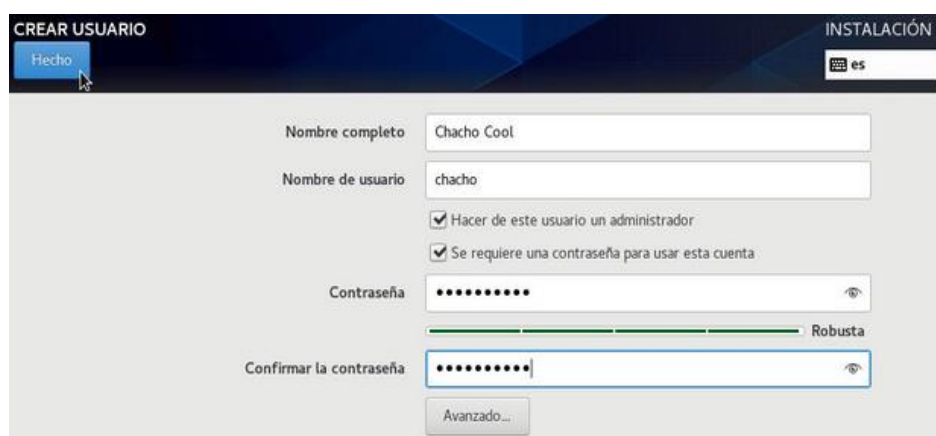 CREAR USUARIO
INSTALACIÓN
Hecho
es
Nombre completo
Chacho Cool
Nombre de usuario
chacho
Hacer de este usuario un administrador
Se requiere una contraseña para usar esta cuenta
Contraseña
••••••••••
Robusta
Confirmar la contraseña
••••••••••
Avanzado...